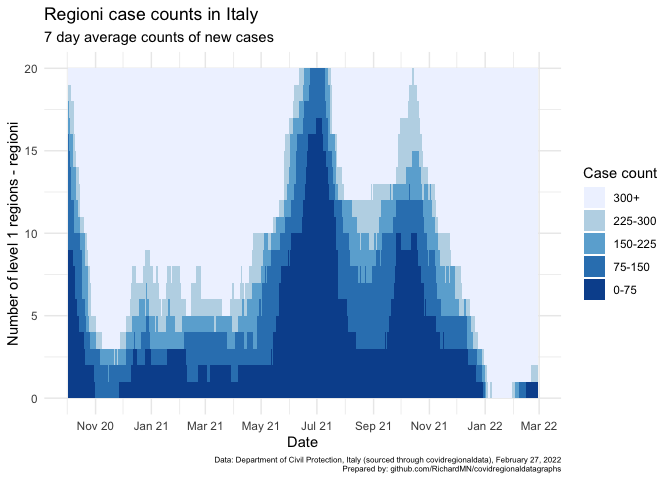 Regioni case counts in Italy
7 day average counts of new cases
Number of level 1 regions - regioni
20
15
10
5
0
Nov 20 Jan 21 Mar 21 May 21 Jul 21 Sep 21 Nov 21 Jan 22 Mar 22
Date
Case count
300+
225-300
150-225
75-150
0-75
Data: Department of Civil Protection, Italy (sourced through covidregionaldata), February 27, 2022
Prepared by: github.com/RichardMN/covidregionaldatagraphs